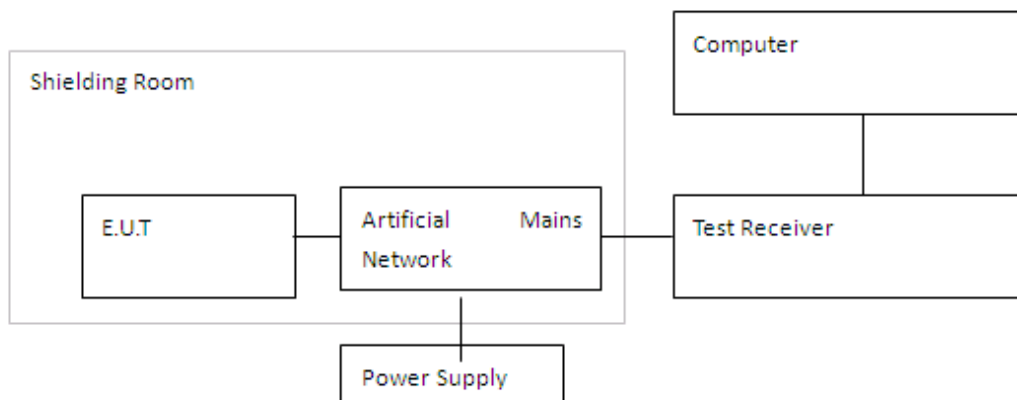 Computer
Shielding Room
E.U.T
Artificial Mains
Network
Test Receiver
Power Supply